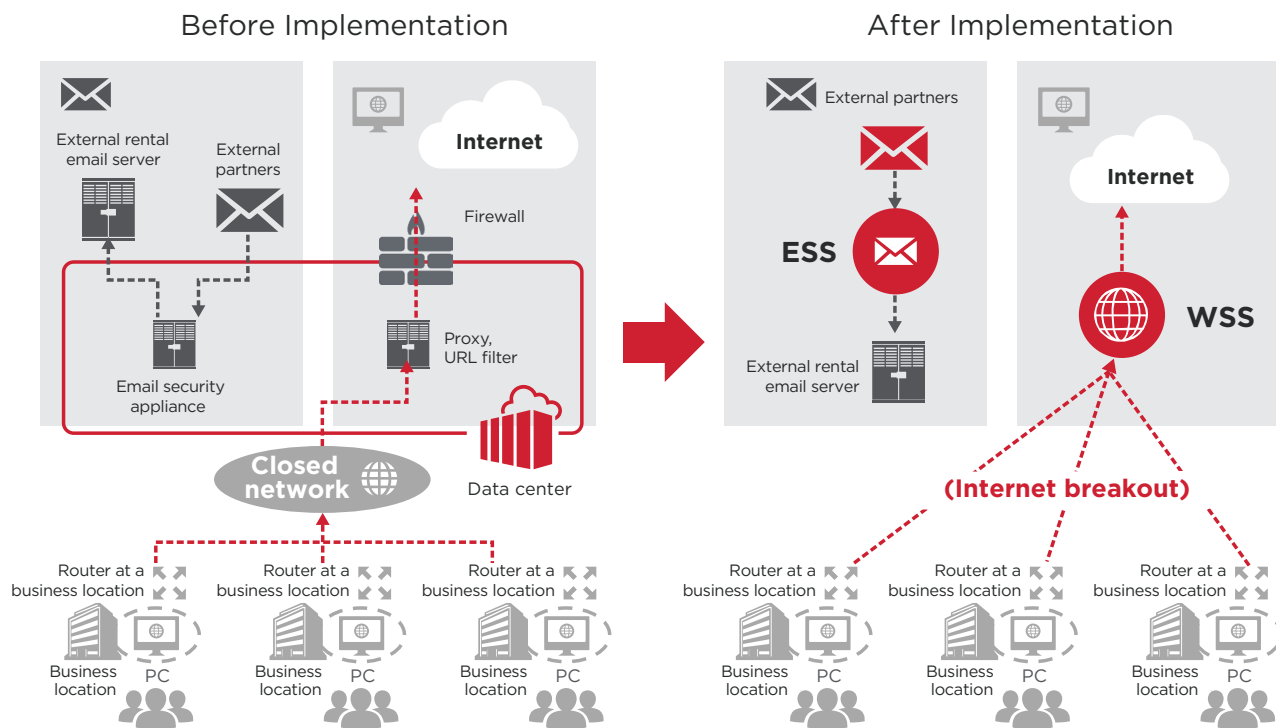 Before Implementation
External rental
email server
External
partners
Internet
Firewall
Email security
appliance
Proxy,
URL filter
Closed
network
Data center
Router at a
business location
Business
location
PC
Router at a
business location
Business
location
PC
Router at a
business location
Business
location
PC
After Implementation
External partners
ESS
External rental
email server
Internet
WSS
(Internet breakout)
Router at a
business location
Business
location
PC
Router at a
business location
Business
location
PC
Router at a
business location
Business
location
PC